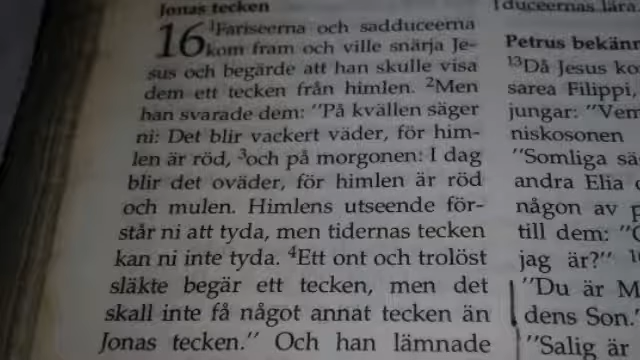 Jonas tecken
16 ¹Fariseerna och sadduceerna
kom fram och ville snärja Je-
sus och begärde att han skulle visa
dem ett tecken från himlen. ²Men
han svarade dem: "På kvällen säger
ni: Det blir vackert väder, för him-
len är röd, ³och på morgonen: I dag
blir det oväder, för himlen är röd
och mulen. Himlens utseende för-
står ni att tyda, men tidernas tecken
kan ni inte tyda. ⁴Ett ont och trolöst
släkte begär ett tecken, men det
skall inte få något annat tecken än
Jonas tecken." Och han lämnade
duceernas lära
Petrus bekänn
¹³Då Jesus ko
sarea Filippi,
jungar: "Vem
niskosonen
"Somliga sä
andra Elia
någon av p
till dem: "
jag är?"
"Du är M
dens Son."
"Salig är